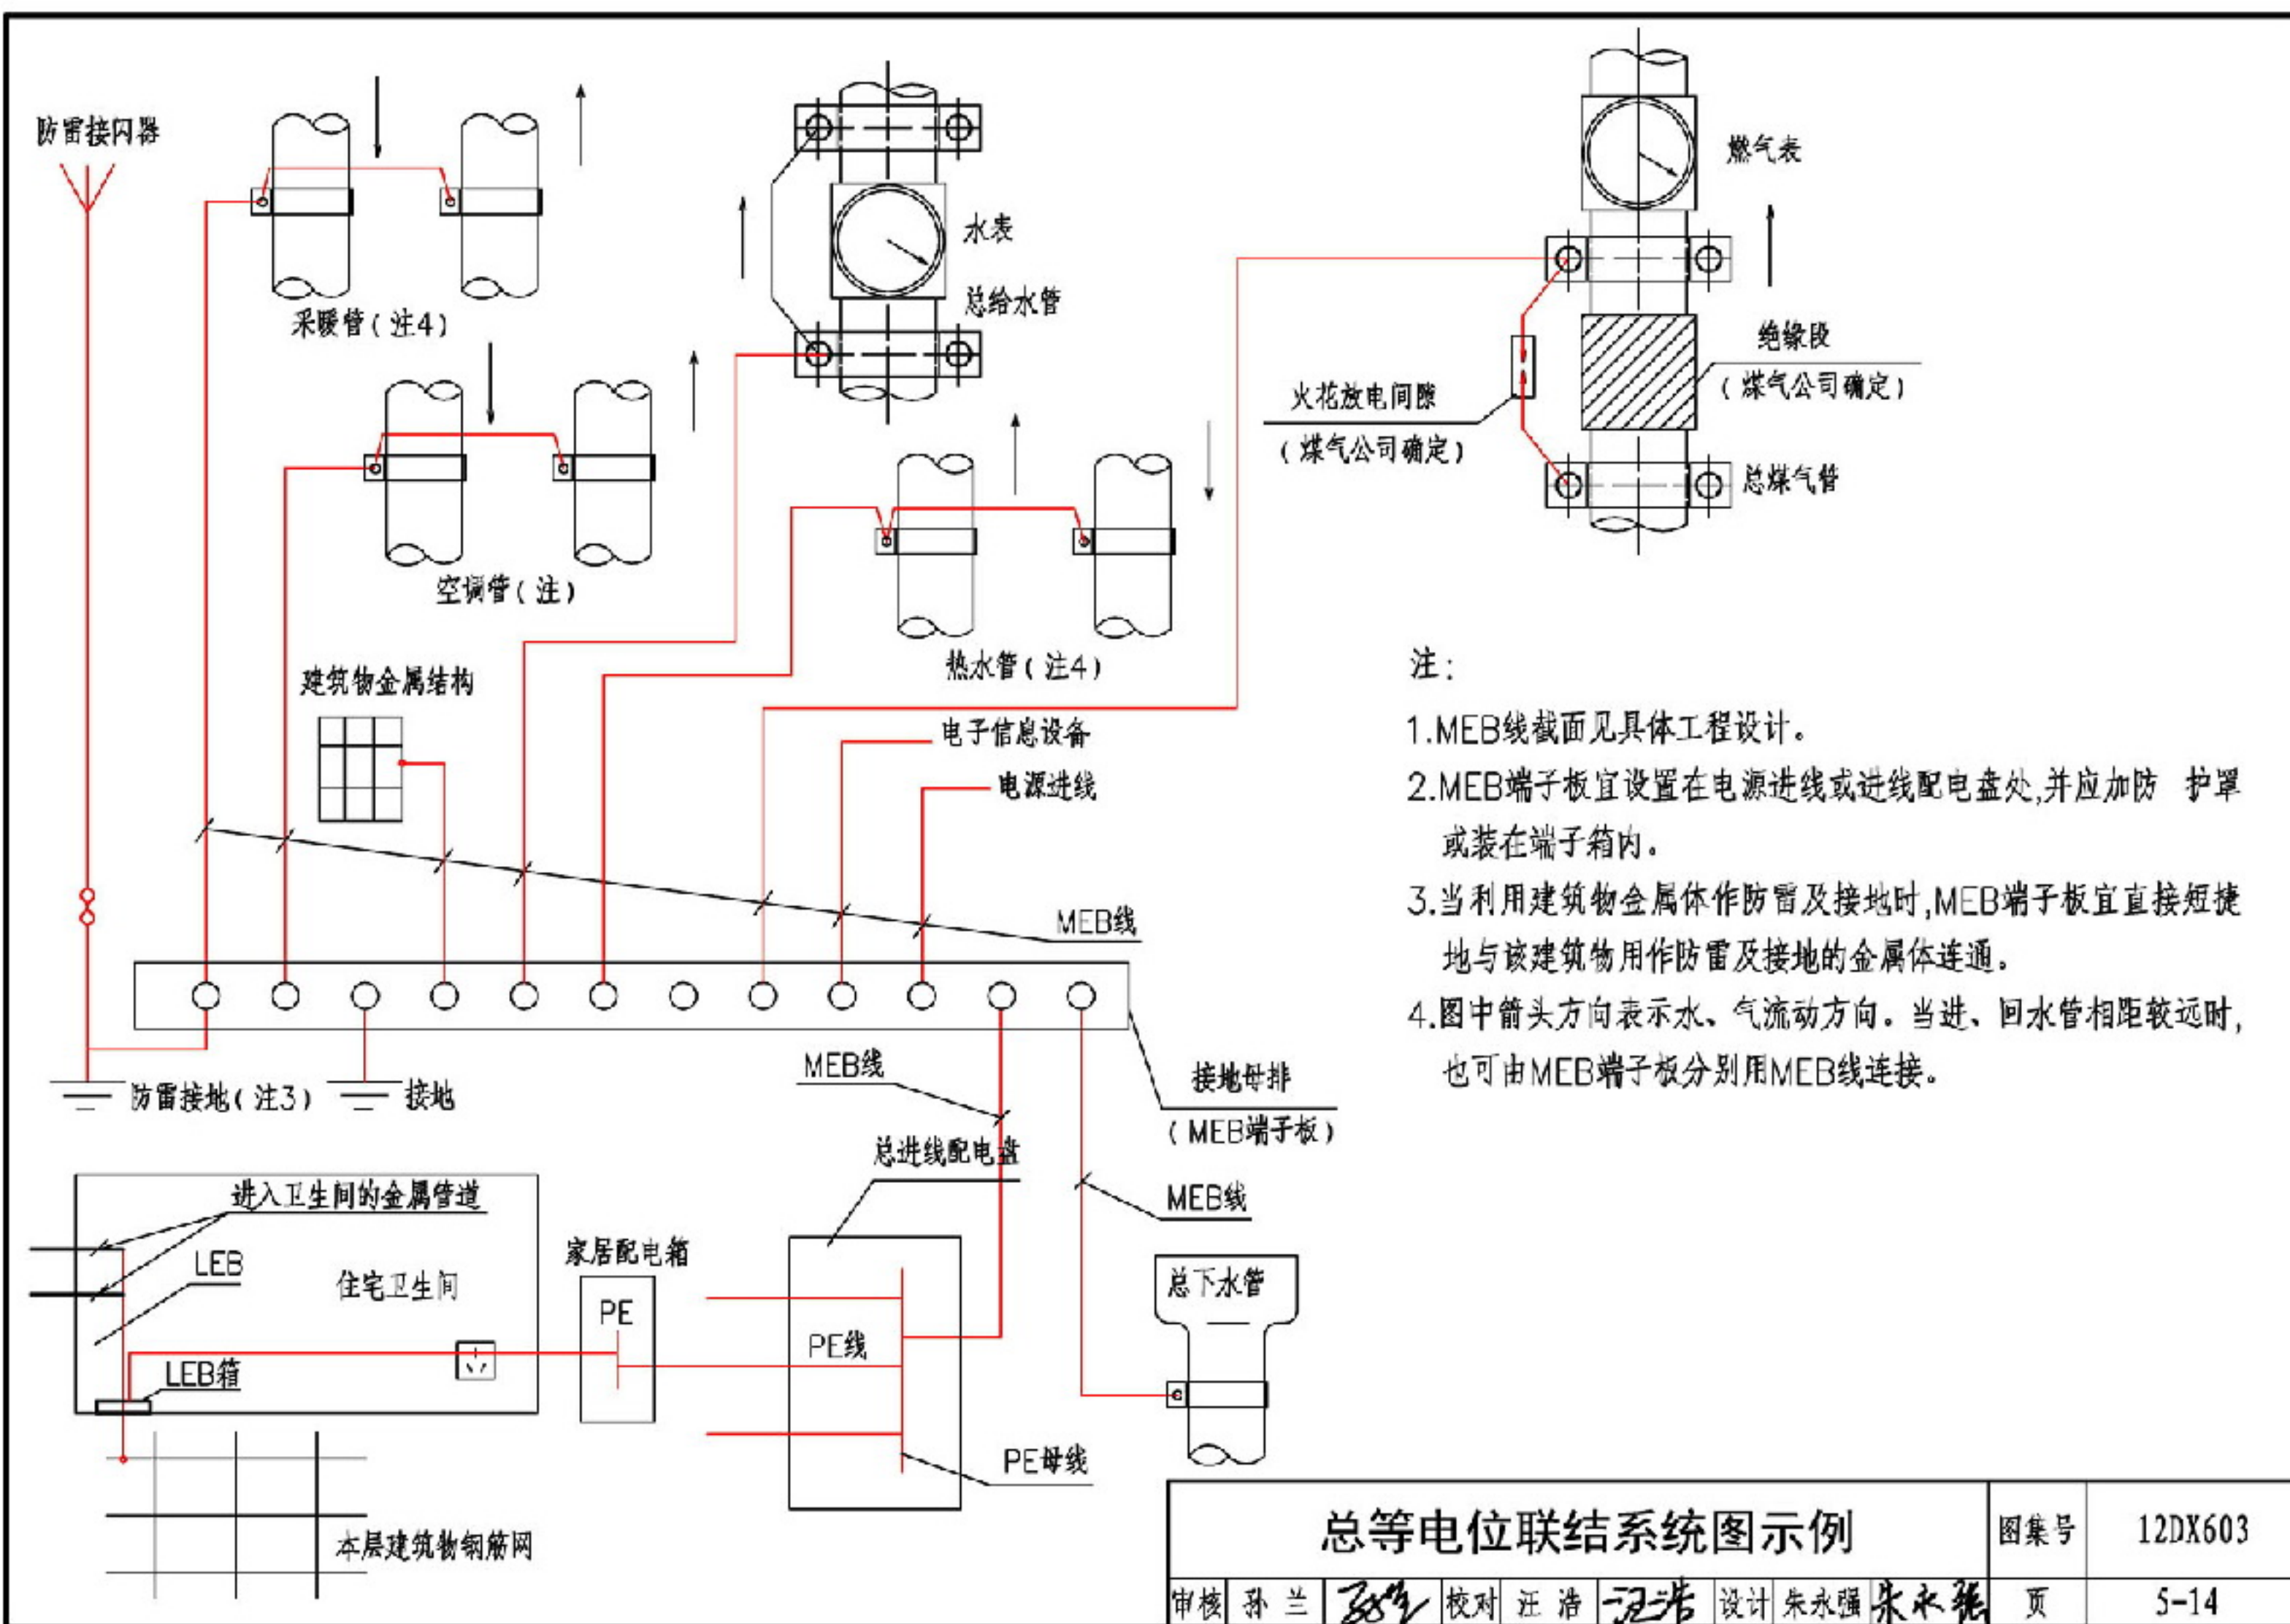 防雷接闪器
采暖管(注4)
水表
总给水管
燃气表
绝缘段
(煤气公司确定)
火花放电间隙
(煤气公司确定)
总煤气管
空调管(注)
热水管(注4)
建筑物金属结构
电子信息设备
电源进线
MEB线
注:
1.MEB线截面见具体工程设计。
2.MEB端子板宜设置在电源进线或进线配电盘处,并应加防 护罩
或装在端子箱内。
3.当利用建筑物金属体作防雷及接地时,MEB端子板宜直接短捷
地与该建筑物用作防雷及接地的金属体连通。
4.图中箭头方向表示水、气流动方向。当进、回水管相距较远时,
也可由MEB端子板分别用MEB线连接。
防雷接地(注3)
接地
MEB线
接地母排
(MEB端子板)
总进线配电盘
MEB线
进入卫生间的金属管道
LEB
住宅卫生间
LEB箱
家居配电箱
PE
PE线
PE母线
总下水管
本层建筑物钢筋网
总等电位联结系统图示例
图集号
12DX603
审核 孙兰 校对 汪浩 汪浩 设计 朱永强 朱永强 页 5-14